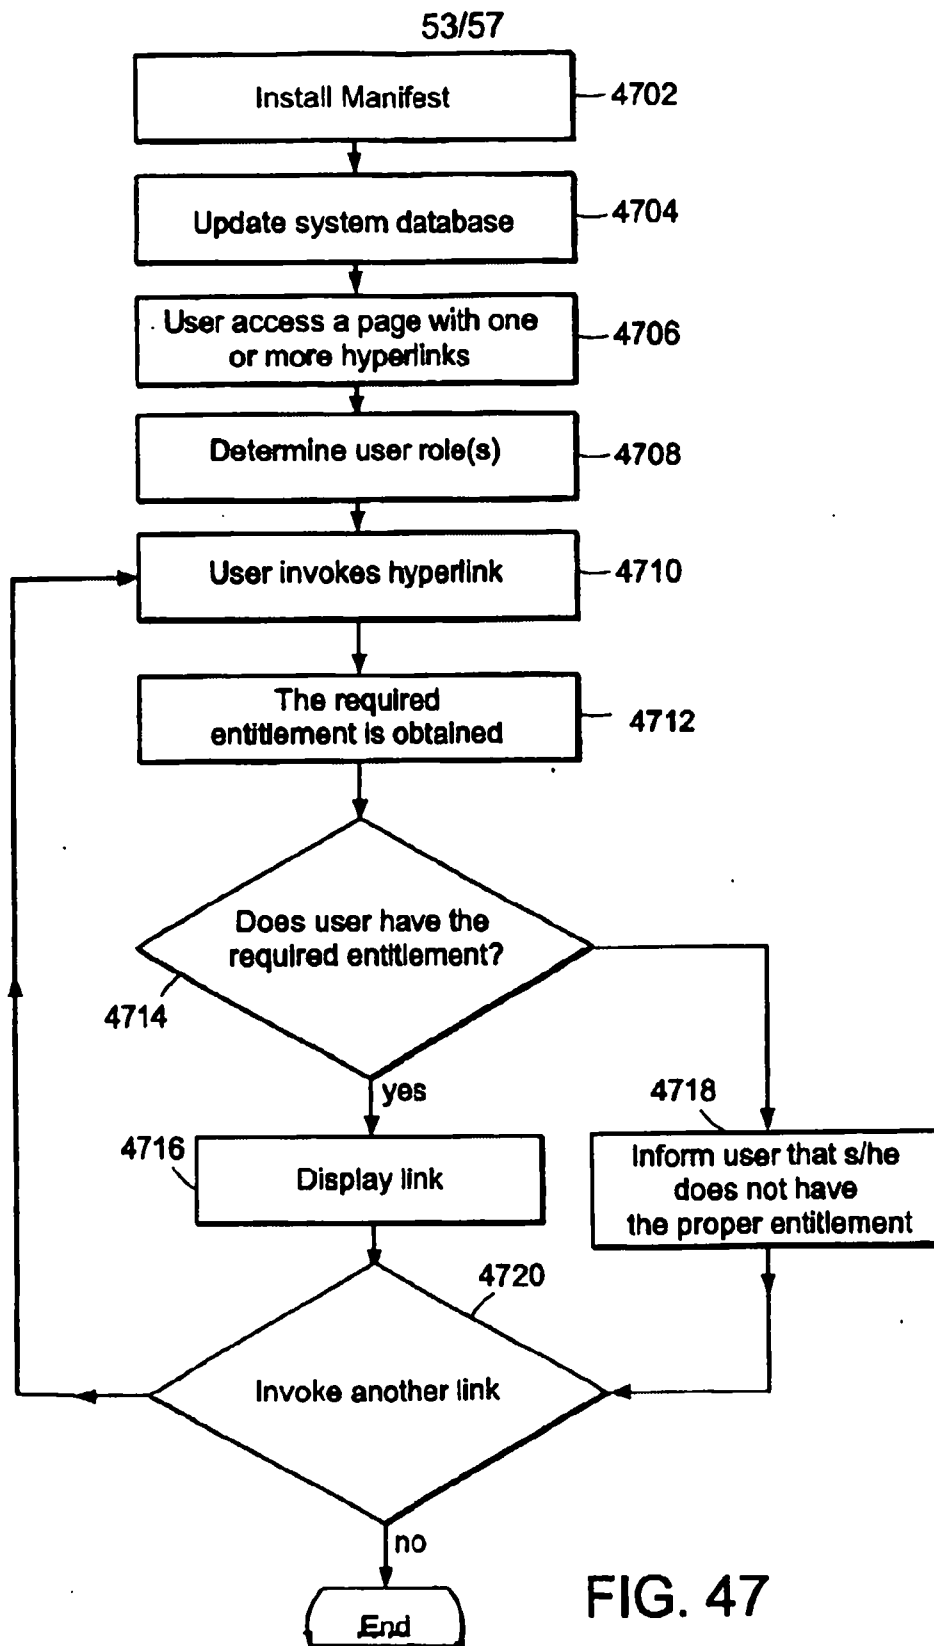 53/57
Install Manifest
4702
Update system database
4704
User access a page with one
or more hyperlinks
4706
Determine user role(s)
4708
User invokes hyperlink
4710
The required
entitlement is obtained
4712
Does user have the
required entitlement?
4714
yes
4716
Display link
4718
Inform user that s/he
does not have
the proper entitlement
4720
Invoke another link
no
End
FIG. 47